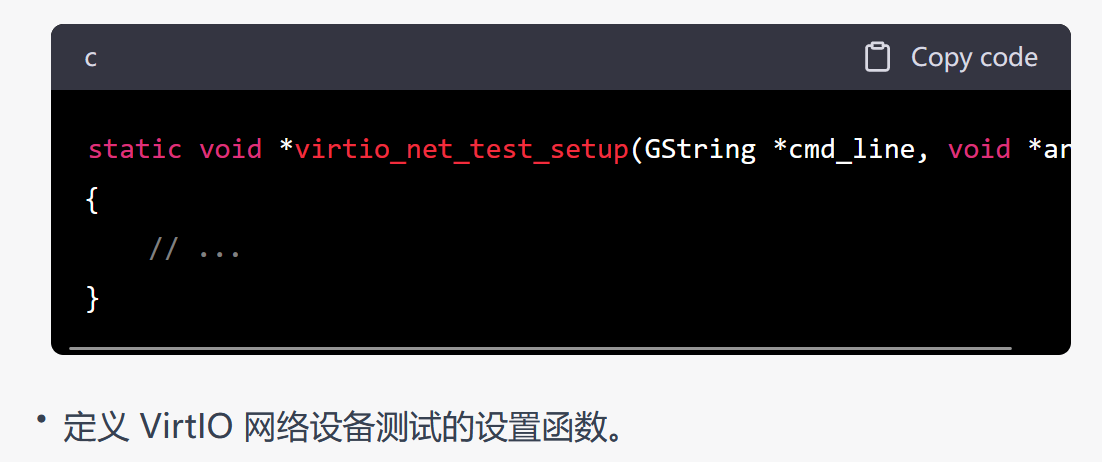 c
Copy code
static void *virtio_net_test_setup(GString *cmd_line, void *ar
{
// ...
}
• 定义 VirtIO 网络设备测试的设置函数。